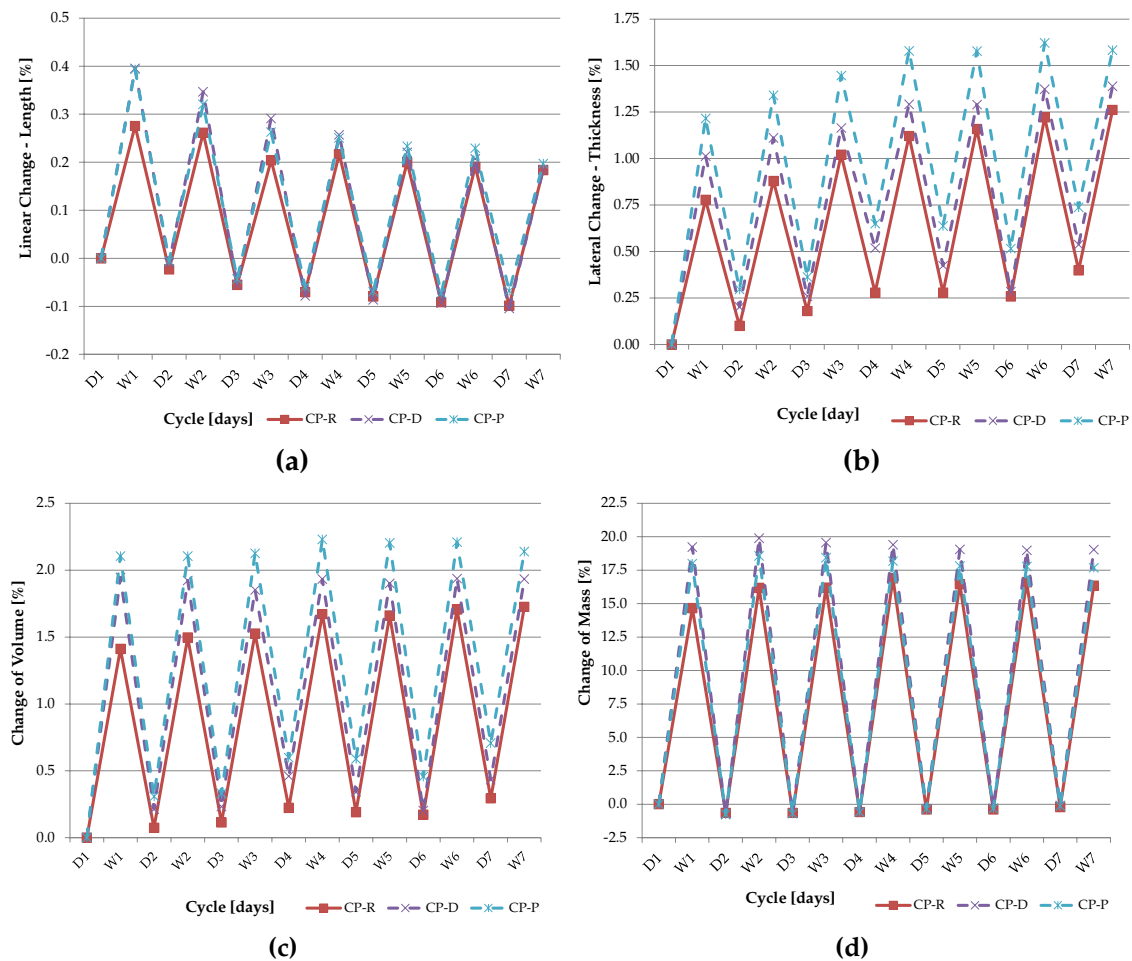 Linear Change - Length [%]
0.5
0.4
0.3
0.2
0.1
0.0
-0.1
-0.2
D1 W1 D2 W2 D3 W3 D4 W4 D5 W5 D6 W6 D7 W7
Cycle [days] CP-R CP-D CP-P
(a)
Lateral Change - Thickness [%]
1.75
1.50
1.25
1.00
0.75
0.50
0.25
0.00
D1 W1 D2 W2 D3 W3 D4 W4 D5 W5 D6 W6 D7 W7
Cycle [day] CP-R CP-D CP-P
(b)
Change of Volume [%]
2.5
2.0
1.5
1.0
0.5
0.0
D1 W1 D2 W2 D3 W3 D4 W4 D5 W5 D6 W6 D7 W7
Cycle [days] CP-R CP-D CP-P
(c)
Change of Mass [%]
22.5
20.0
17.5
15.0
12.5
10.0
7.5
5.0
2.5
0.0
-2.5
D1 W1 D2 W2 D3 W3 D4 W4 D5 W5 D6 W6 D7 W7
Cycle [days] CP-R CP-D CP-P
(d)